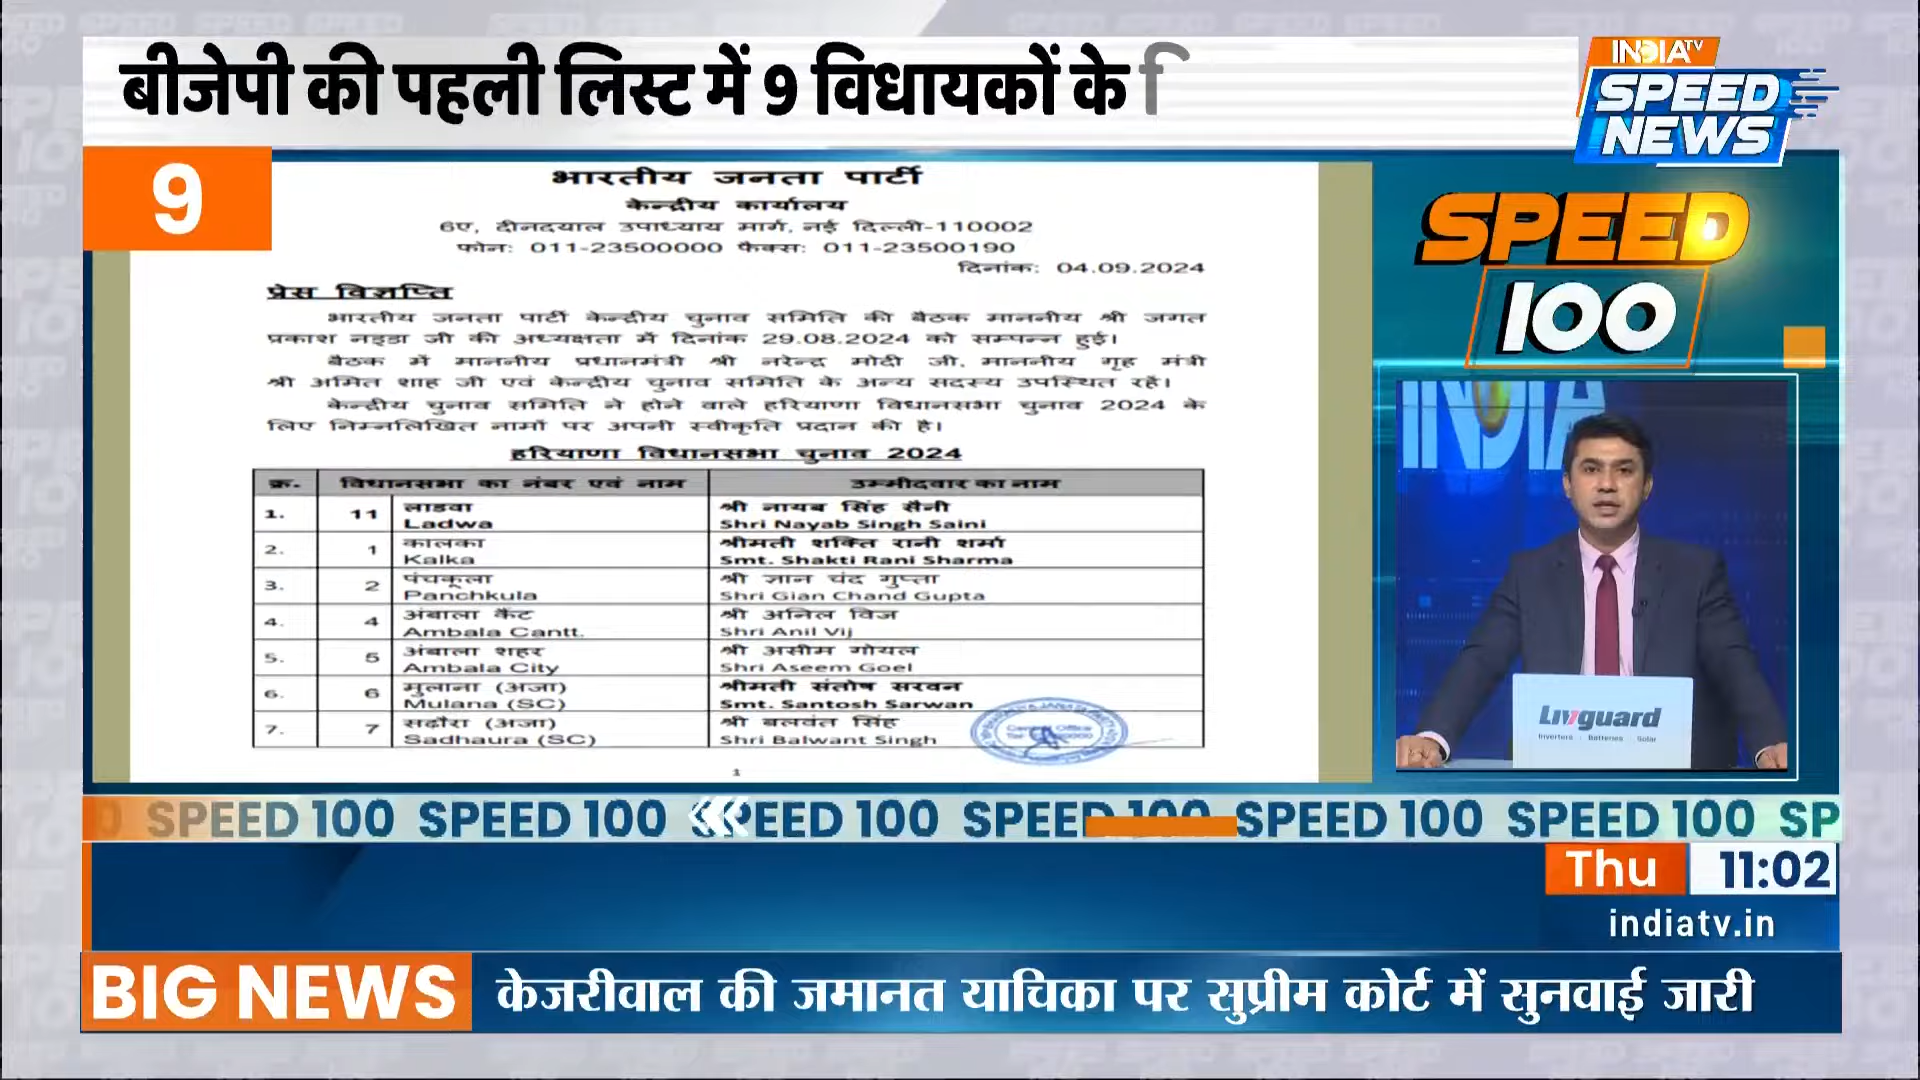 बीजेपी की पहली लिस्ट में 9 विधायकों के
INDIA TV
SPEED
NEWS
9
भारतीय जनता पार्टी
केन्द्रीय कार्यालय
6ए, दीनदयाल उपाध्याय मार्ग, नई दिल्ली-110002
फोन: 011-23500000 फैक्स: 011-23500190
दिनांक: 04.09.2024
प्रेस विज्ञप्ति
भारतीय जनता पार्टी केन्द्रीय चुनाव समिति की बैठक माननीय श्री जगत
प्रकाश नड्डा जी की अध्यक्षता में दिनांक 29.08.2024 को सम्पन्न हुई।
बैठक में माननीय प्रधानमंत्री श्री नरेन्द्र मोदी जी, माननीय गृह मंत्री
श्री अमित शाह जी एवं केन्द्रीय चुनाव समिति के अन्य सदस्य उपस्थित रहे।
केन्द्रीय चुनाव समिति ने होने वाले हरियाणा विधानसभा चुनाव 2024 के
लिए निम्नलिखित नामों पर अपनी स्वीकृति प्रदान की है।
हरियाणा विधानसभा चुनाव 2024
क्र. विधानसभा का नंबर एवं नाम उम्मीदवार का नाम
1. 11 लाडवा श्री नायब सिंह सैनी
Ladwa Shri Nayab Singh Saini
2. 1 कालका श्रीमती शक्ति रानी शर्मा
Kalka Smt. Shakti Rani Sharma
3. 2 पंचकूला श्री ज्ञान चंद गुप्ता
Panchkula Shri Gian Chand Gupta
4. 4 अंबाला कैंट श्री अनिल विज
Ambala Cantt. Shri Anil Vij
5. 5 अंबाला शहर श्री असीम गोयल
Ambala City Shri Aseem Goel
6. 6 मुलाना (अजा) श्रीमती संतोष सरवन
Mulana (SC) Smt. Santosh Sarwan
7. 7 सढौरा (अजा) श्री बलवंत सिंह
Sadhaura (SC) Shri Balwant Singh
1
SPEED
100
INDIA
Livguard
Inverters Batteries Solar
SPEED 100 SPEED 100 SPEED 100 SPEED 100 SPEED 100 SPEED 100 SP
Thu 11:02
indiatv.in
BIG NEWS केजरीवाल की जमानत याचिका पर सुप्रीम कोर्ट में सुनवाई जारी